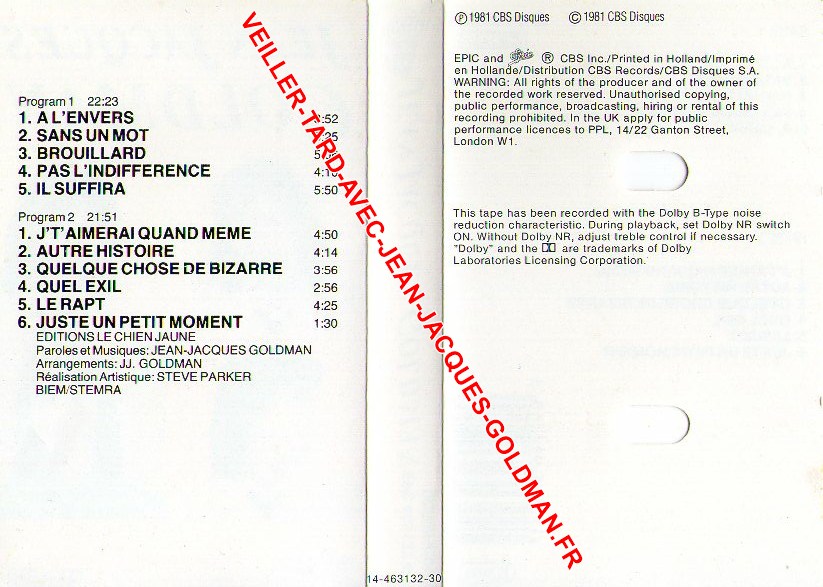 Program 1 22:23
1. A L'ENVERS :52
2. SANS UN MOT
3. BROUILLARD
4. PAS L'INDIFFERENCE
5. IL SUFFIRA 5:50
Program 2 21:51
1. J'T'AIMERAI QUAND MEME 4:50
2. AUTRE HISTOIRE 4:14
3. QUELQUE CHOSE DE BIZARRE 3:56
4. QUEL EXIL 2:56
5. LE RAPT 4:25
6. JUSTE UN PETIT MOMENT 1:30
EDITIONS LE CHIEN JAUNE
Paroles et Musiques: JEAN-JACQUES GOLDMAN
Arrangements: JJ. GOLDMAN
Réalisation Artistique: STEVE PARKER
BIEM/STEMRA
14-463132-30
Ⓟ 1981 CBS Disques © 1981 CBS Disques
EPIC and Epic ® CBS Inc./Printed in Holland/Imprimé
en Hollande/Distribution CBS Records/CBS Disques S.A.
WARNING: All rights of the producer and of the owner of
the recorded work reserved. Unauthorised copying,
public performance, broadcasting, hiring or rental of this
recording prohibited. In the UK apply for public
performance licences to PPL, 14/22 Ganton Street,
London W1.
This tape has been recorded with the Dolby B-Type noise
reduction characteristic. During playback, set Dolby NR switch
ON. Without Dolby NR, adjust treble control if necessary.
"Dolby" and the are trademarks of Dolby
Laboratories Licensing Corporation.
VEILLER-TARD-AVEC-JEAN-JACQUES-GOLDMAN.FR